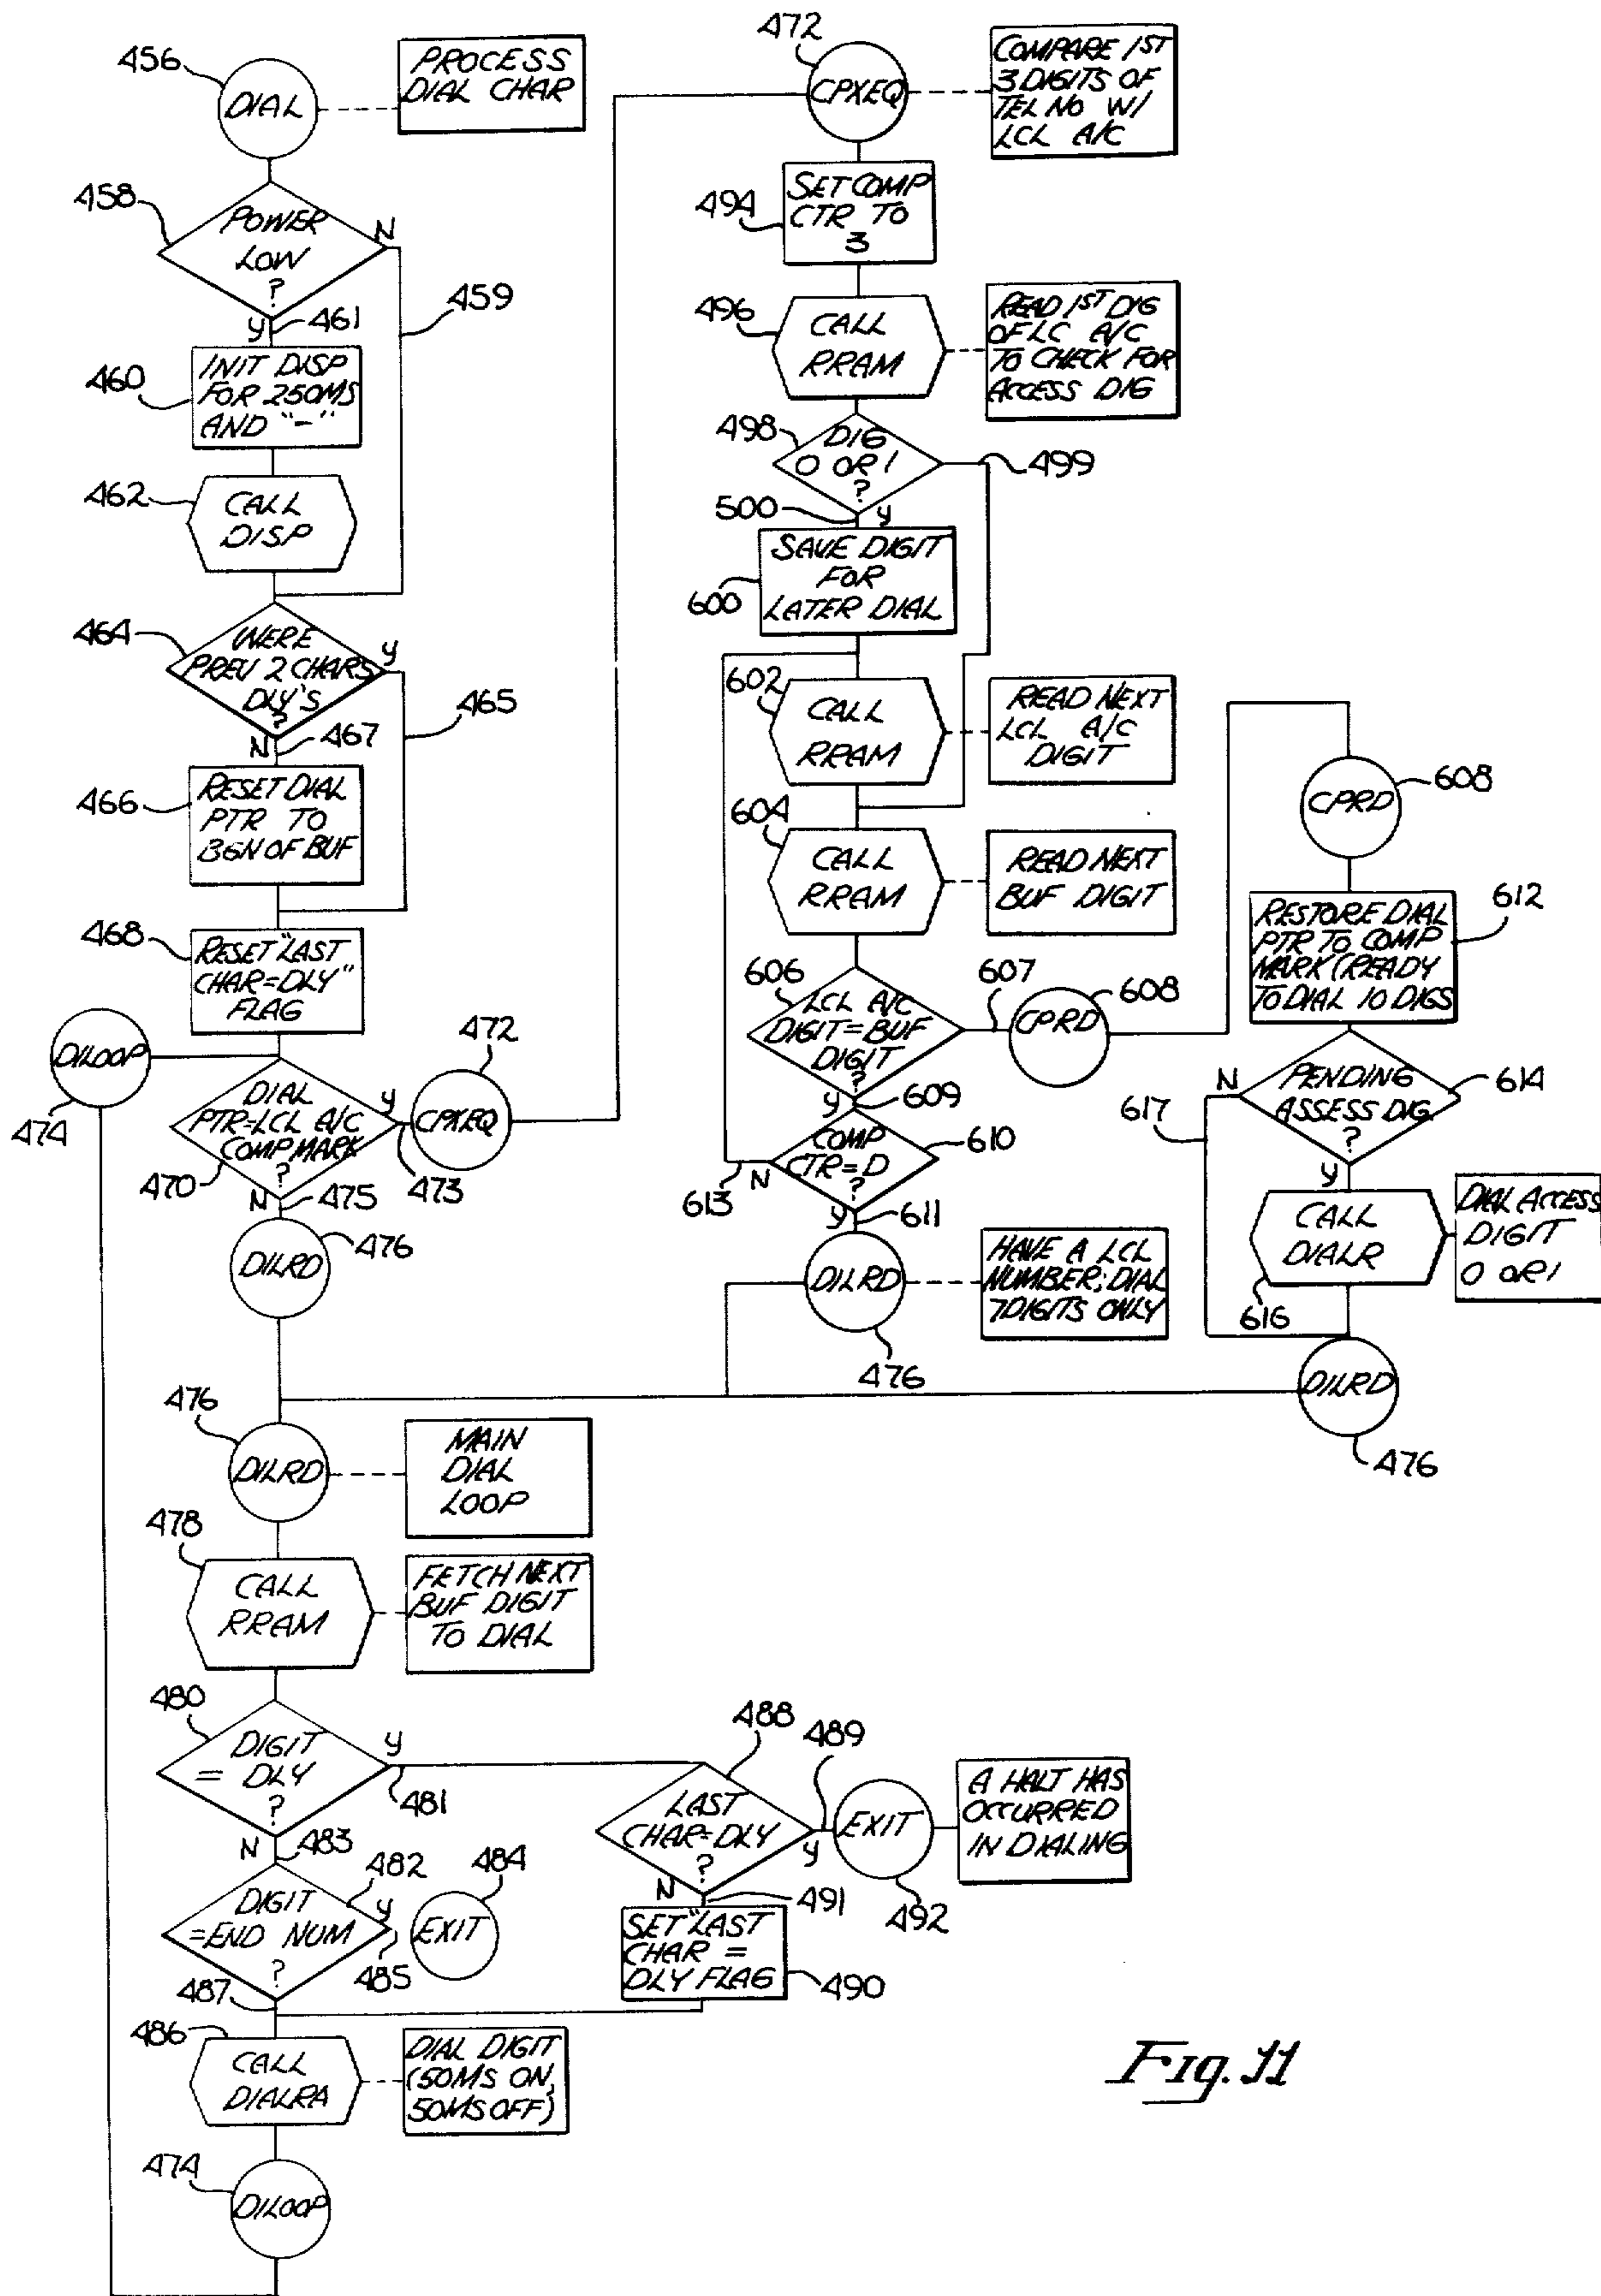 456
DIAL
PROCESS
DIAL CHAR
458
POWER
LOW
?
N
459
Y
461
460
INIT DISP
FOR 250MS
AND "-"
462
CALL
DISP
464
WERE
PREV 2 CHARS
DLY'S
?
Y
465
N
467
466
RESET DIAL
PTR TO
BGN OF BUF
468
RESET "LAST
CHAR=DLY"
FLAG
DILOOP
474
DIAL
PTR=LCL A/C
COMP MARK
?
470
Y
473
472
CPXEQ
N
475
DILRD
476
476
DILRD
MAIN
DIAL
LOOP
478
CALL
RRAM
FETCH NEXT
BUF DIGIT
TO DIAL
480
DIGIT
= DLY
?
Y
481
N
483
482
DIGIT
=END NUM
?
Y
485
484
EXIT
487
486
CALL
DIALRA
DIAL DIGIT
(50MS ON,
50MS OFF)
474
DILOOP
488
LAST
CHAR=DLY
?
489
Y
EXIT
492
A HALT HAS
OCCURRED
IN DIALING
N
491
SET "LAST
CHAR =
DLY FLAG
490
472
CPXEQ
COMPARE 1ST
3 DIGITS OF
TEL NO W/
LCL A/C
494
SET COMP
CTR TO
3
496
CALL
RRAM
READ 1ST DIG
OF LC A/C
TO CHECK FOR
ACCESS DIG
498
DIG
0 OR 1
?
499
500
Y
600
SAVE DIGIT
FOR
LATER DIAL
602
CALL
RRAM
READ NEXT
LCL A/C
DIGIT
604
CALL
RRAM
READ NEXT
BUF DIGIT
606
LCL A/C
DIGIT=BUF
DIGIT
?
607
CPRD
608
Y
609
COMP
CTR=D
?
610
N
613
Y
611
DILRD
476
HAVE A LCL
NUMBER; DIAL
7DIGITS ONLY
CPRD
608
RESTORE DIAL
PTR TO COMP
MARK (READY
TO DIAL 10 DIGS
612
PENDING
ASSESS DIG
?
614
N
617
Y
CALL
DIALR
616
DIAL ACCESS
DIGIT
0 OR 1
DILRD
476
Fig. 11